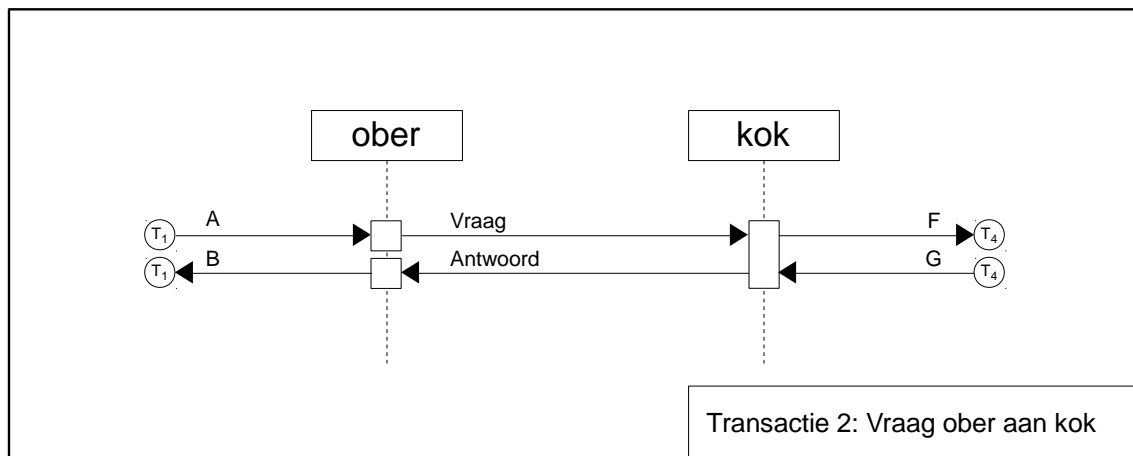 ober kok
A Vraag F
T1 T4
B Antwoord G
T1 T4
Transactie 2: Vraag ober aan kok